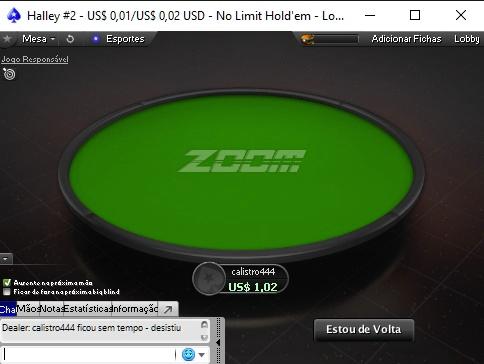 Halley #2 - US$ 0,01/US$ 0,02 USD - No Limit Hold'em - Lo...
Mesa Esportes Adicionar Fichas Lobby
Jogo Responsável
ZOOM
calistro444
US$ 1,02
Ausente na próxima mão
Ficar de fora no próximo big blind
Cha Mãos Notas Estatísticas Informação
Dealer: calistro444 ficou sem tempo - desistiu
Estou de Volta